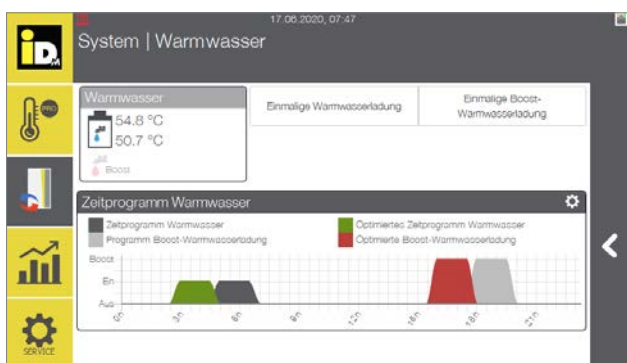 17.06.2020, 07:47
iDM
System | Warmwasser
PRO
Warmwasser
54.8 °C
50.7 °C
Boost
Einmalige Warmwasserladung
Einmalige Boost-
Warmwasserladung
Zeitprogramm Warmwasser
Zeitprogramm Warmwasser
Programm Boost-Warmwasserladung
Optimiertes Zeitprogramm Warmwasser
Optimierte Boost-Warmwasserladung
Boost
Ein
Aus
0h 3h 6h 9h 12h 15h 18h 21h
SERVICE